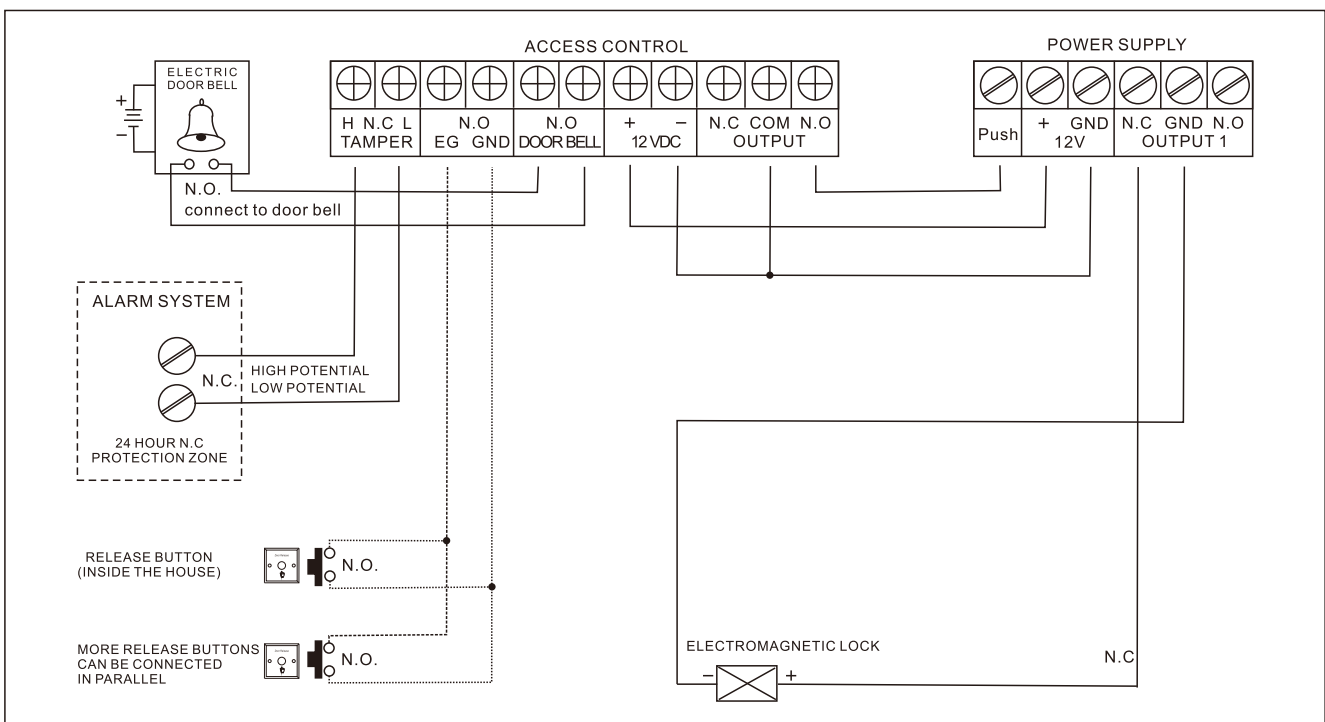 ACCESS CONTROL
POWER SUPPLY
ELECTRIC
DOOR BELL
+
−
H N.C L
TAMPER
N.O
EG GND
N.O
DOOR BELL
+ −
12 VDC
N.C COM N.O
OUTPUT
Push
+ GND
12V
N.C GND N.O
OUTPUT 1
N.O.
connect to door bell
ALARM SYSTEM
HIGH POTENTIAL
N.C.
LOW POTENTIAL
24 HOUR N.C
PROTECTION ZONE
RELEASE BUTTON
(INSIDE THE HOUSE)
N.O.
MORE RELEASE BUTTONS
CAN BE CONNECTED
IN PARALLEL
N.O.
ELECTROMAGNETIC LOCK
− +
N.C